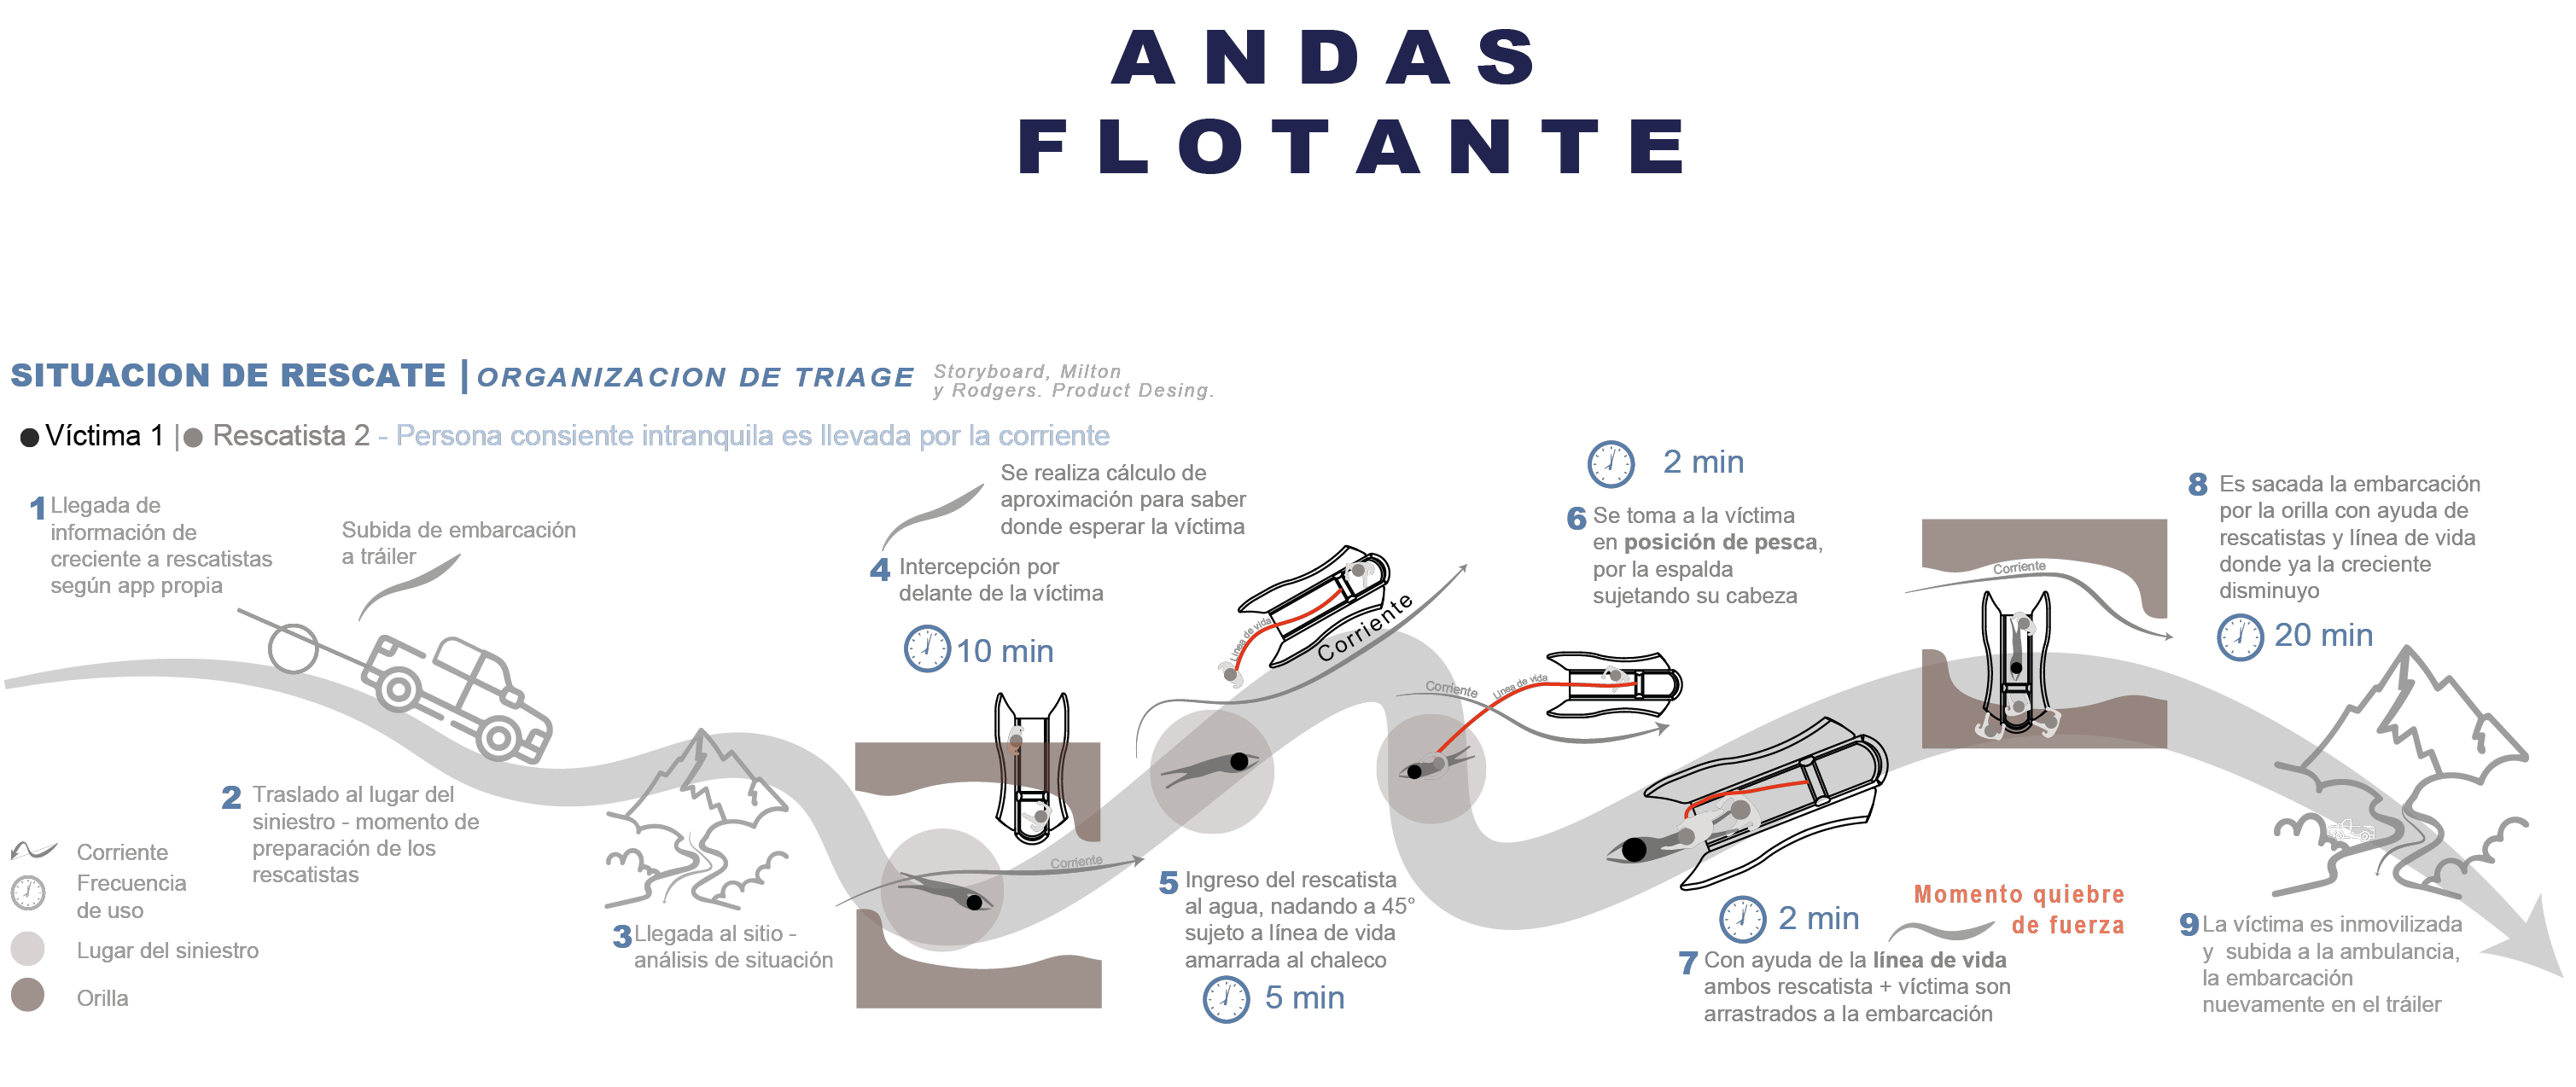 ANDAS
FLOTANTE
SITUACION DE RESCATE | ORGANIZACION DE TRIAGE
Storyboard, Milton
y Rodgers. Product Desing.
Víctima 1 | Rescatista 2 - Persona consiente intranquila es llevada por la corriente
1 Llegada de
información de
creciente a rescatistas
según app propia
Subida de embarcación
a tráiler
2 Traslado al lugar del
siniestro - momento de
preparación de los
rescatistas
3 Llegada al sitio -
análisis de situación
Se realiza cálculo de
aproximación para saber
donde esperar la víctima
4 Intercepción por
delante de la víctima
10 min
Corriente
5 Ingreso del rescatista
al agua, nadando a 45°
sujeto a línea de vida
amarrada al chaleco
5 min
Línea de vida
Corriente
2 min
6 Se toma a la víctima
en posición de pesca,
por la espalda
sujetando su cabeza
Corriente
Línea de vida
2 min
Momento quiebre
de fuerza
7 Con ayuda de la línea de vida
ambos rescatista + víctima son
arrastrados a la embarcación
Corriente
8 Es sacada la embarcación
por la orilla con ayuda de
rescatistas y línea de vida
donde ya la creciente
disminuyo
20 min
9 La víctima es inmovilizada
y subida a la ambulancia,
la embarcación
nuevamente en el tráiler
Corriente
Frecuencia
de uso
Lugar del siniestro
Orilla